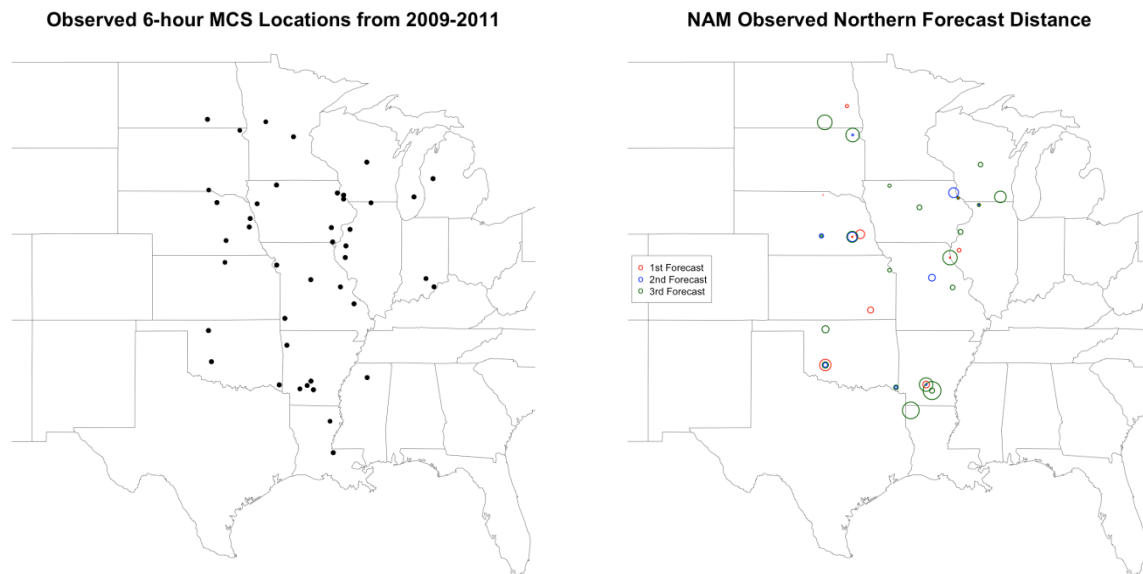 Observed 6-hour MCS Locations from 2009-2011
NAM Observed Northern Forecast Distance
1st Forecast
2nd Forecast
3rd Forecast